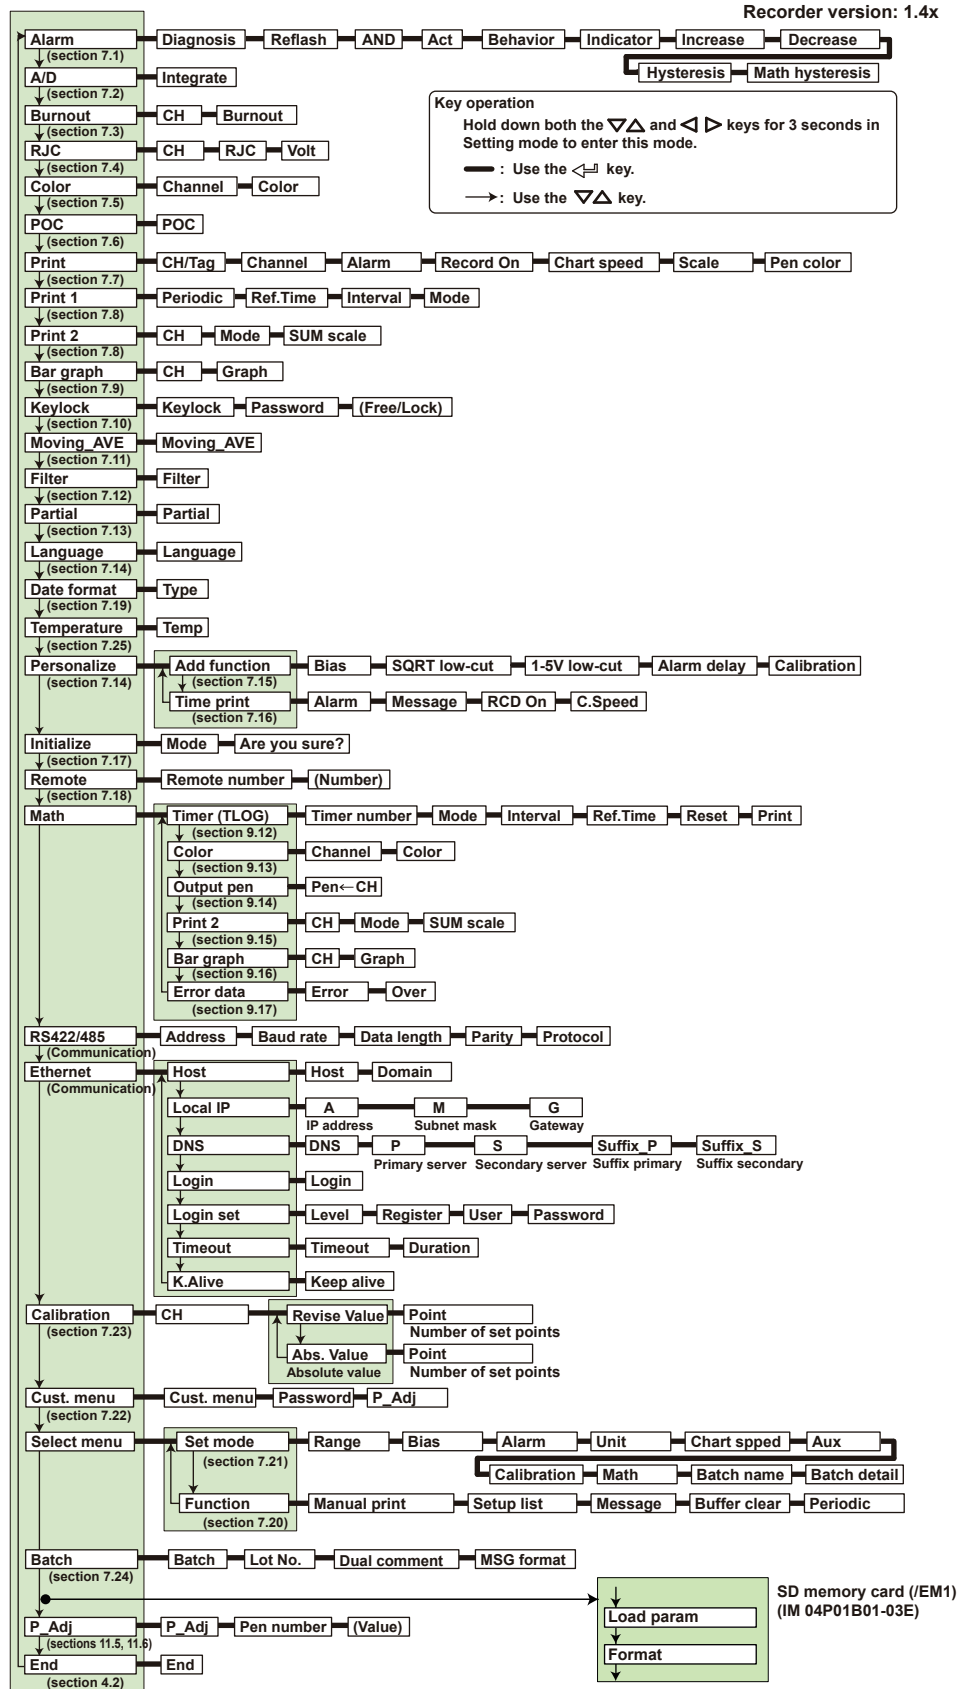 Recorder version: 1.4x
Alarm Diagnosis Reflash AND Act Behavior Indicator Increase Decrease
(section 7.1)
Hysteresis Math hysteresis
A/D Integrate
(section 7.2)
Key operation
Hold down both the ▽△ and ◁ ▷ keys for 3 seconds in
Setting mode to enter this mode.
: Use the key.
: Use the ▽△ key.
Burnout CH Burnout
(section 7.3)
RJC CH RJC Volt
(section 7.4)
Color Channel Color
(section 7.5)
POC POC
(section 7.6)
Print CH/Tag Channel Alarm Record On Chart speed Scale Pen color
(section 7.7)
Print 1 Periodic Ref.Time Interval Mode
(section 7.8)
Print 2 CH Mode SUM scale
(section 7.8)
Bar graph CH Graph
(section 7.9)
Keylock Keylock Password (Free/Lock)
(section 7.10)
Moving_AVE Moving_AVE
(section 7.11)
Filter Filter
(section 7.12)
Partial Partial
(section 7.13)
Language Language
(section 7.14)
Date format Type
(section 7.19)
Temperature Temp
(section 7.25)
Personalize Add function Bias SQRT low-cut 1-5V low-cut Alarm delay Calibration
(section 7.14) (section 7.15)
Time print Alarm Message RCD On C.Speed
(section 7.16)
Initialize Mode Are you sure?
(section 7.17)
Remote Remote number (Number)
(section 7.18)
Math Timer (TLOG) Timer number Mode Interval Ref.Time Reset Print
(section 9.12)
Color Channel Color
(section 9.13)
Output pen Pen←CH
(section 9.14)
Print 2 CH Mode SUM scale
(section 9.15)
Bar graph CH Graph
(section 9.16)
Error data Error Over
(section 9.17)
RS422/485 Address Baud rate Data length Parity Protocol
(Communication)
Ethernet Host Host Domain
(Communication)
Local IP A M G
IP address Subnet mask Gateway
DNS DNS P S Suffix_P Suffix_S
Primary server Secondary server Suffix primary Suffix secondary
Login Login
Login set Level Register User Password
Timeout Timeout Duration
K.Alive Keep alive
Calibration CH Revise Value Point
(section 7.23) Number of set points
Abs. Value Point
Absolute value Number of set points
Cust. menu Cust. menu Password P_Adj
(section 7.22)
Select menu Set mode Range Bias Alarm Unit Chart spped Aux
(section 7.21)
Calibration Math Batch name Batch detail
Function Manual print Setup list Message Buffer clear Periodic
(section 7.20)
Batch Batch Lot No. Dual comment MSG format
(section 7.24)
SD memory card (/EM1)
(IM 04P01B01-03E)
Load param
Format
P_Adj P_Adj Pen number (Value)
(sections 11.5, 11.6)
End End
(section 4.2)